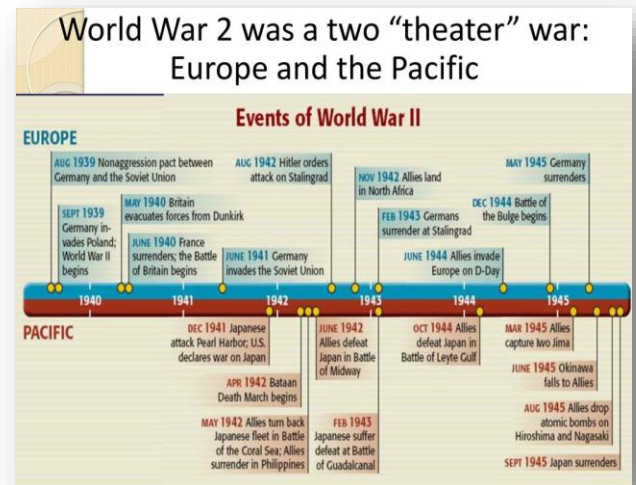 World War 2 was a two “theater” war:
Europe and the Pacific
Events of World War II
EUROPE
AUG 1939 Nonaggression pact between
Germany and the Soviet Union
SEPT 1939
Germany in-
vades Poland;
World War II
begins
MAY 1940 Britain
evacuates forces from Dunkirk
JUNE 1940 France
surrenders; the Battle
of Britain begins
JUNE 1941 Germany
invades the Soviet Union
AUG 1942 Hitler orders
attack on Stalingrad
NOV 1942 Allies land
in North Africa
FEB 1943 Germans
surrender at Stalingrad
JUNE 1944 Allies invade
Europe on D-Day
DEC 1944 Battle of
the Bulge begins
MAY 1945 Germany
surrenders
1940 1941 1942 1943 1944 1945
PACIFIC
DEC 1941 Japanese
attack Pearl Harbor; U.S.
declares war on Japan
APR 1942 Bataan
Death March begins
MAY 1942 Allies turn back
Japanese fleet in Battle
of the Coral Sea; Allies
surrender in Philippines
JUNE 1942
Allies defeat
Japan in Battle
of Midway
FEB 1943
Japanese suffer
defeat at Battle
of Guadalcanal
OCT 1944 Allies
defeat Japan in
Battle of Leyte Gulf
MAR 1945 Allies
capture Iwo Jima
JUNE 1945 Okinawa
falls to Allies
AUG 1945 Allies drop
atomic bombs on
Hiroshima and Nagasaki
SEPT 1945 Japan surrenders